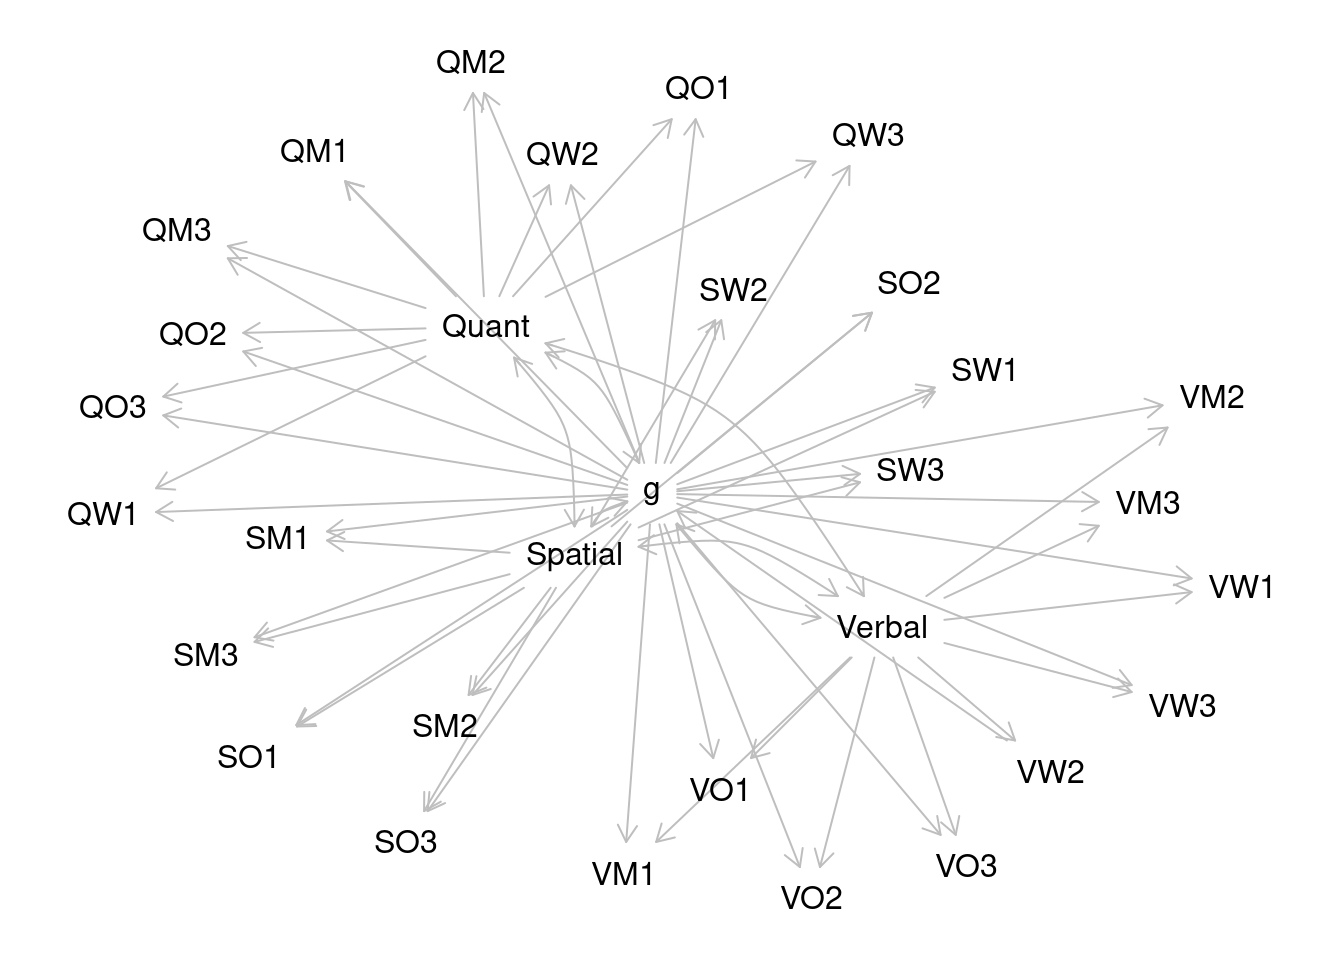 QM2
QO1
QW3
QM1
QW2
QM3
SW2
SO2
Quant
QO2
SW1
VM2
QO3
SW3
g
VM3
QW1
SM1
Spatial
VW1
Verbal
SM3
VW3
SM2
SO1
VW2
VO1
SO3
VO3
VM1
VO2